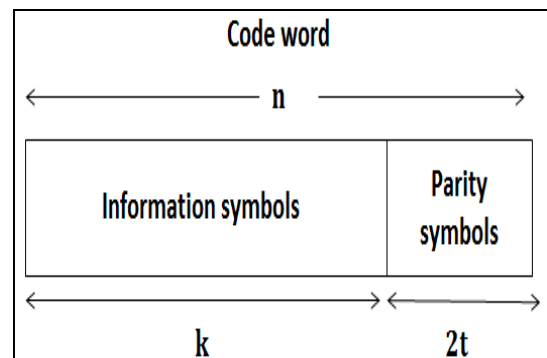 Code word
n
Information symbols
Parity
symbols
k
2t